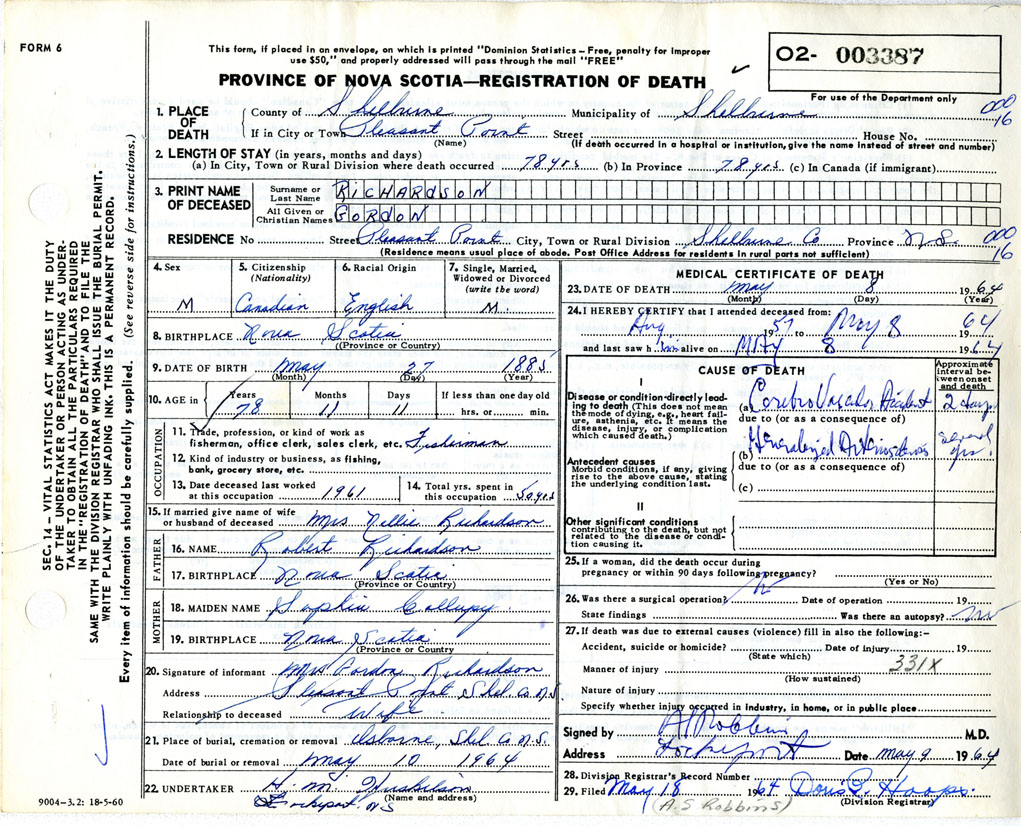 FORM 6
This form, if placed in an envelope, on which is printed "Dominion Statistics – Free, penalty for improper
use $50," and properly addressed will pass through the mail "FREE"
PROVINCE OF NOVA SCOTIA—REGISTRATION OF DEATH
O2- 003387
For use of the Department only
SEC. 14 – VITAL STATISTICS ACT MAKES IT THE DUTY
OF THE UNDERTAKER OR PERSON ACTING AS UNDER-
TAKER TO OBTAIN ALL THE PARTICULARS REQUIRED
IN THE "REGISTRATION OF DEATH" AND TO FILE THE
SAME WITH THE DIVISION REGISTRAR WHO SHALL ISSUE THE BURIAL PERMIT.
WRITE PLAINLY WITH UNFADING INK. THIS IS A PERMANENT RECORD.
Every item of information should be carefully supplied. (See reverse side for instructions.)
1. PLACE OF DEATH
County of Shelburne Municipality of Shelburne 000 16
If in City or Town Pleasant Point Street House No.
(Name) (If death occurred in a hospital or institution, give the name instead of street and number)
2. LENGTH OF STAY (in years, months and days)
(a) In City, Town or Rural Division where death occurred 78 yrs (b) In Province 78 yrs. (c) In Canada (if immigrant)
3. PRINT NAME OF DECEASED
Surname or Last Name RICHARDSON
All Given or Christian Names GORDON
RESIDENCE No Street Pleasant Point City, Town or Rural Division Shelburne Co Province N.S. 000 16
(Residence means usual place of abode. Post Office Address for residents in rural parts not sufficient)
4. Sex M
5. Citizenship (Nationality) Canadian
6. Racial Origin English
7. Single, Married, Widowed or Divorced (write the word) M.
8. BIRTHPLACE Nova Scotia
(Province or Country)
9. DATE OF BIRTH May 27 1885
(Month) (Day) (Year)
10. AGE in Years 78 Months 11 Days 11 If less than one day old hrs. or min.
OCCUPATION
11. Trade, profession or kind of work as
fisherman, office clerk, sales clerk, etc. Fisherman
12. Kind of industry or business, as fishing,
bank, grocery store, etc.
13. Date deceased last worked at this occupation 1961
14. Total yrs. spent in this occupation 50 yrs
15. If married give name of wife
or husband of deceased Mrs Nellie Richardson
FATHER
16. NAME Robert Richardson
17. BIRTHPLACE Nova Scotia
(Province or Country)
MOTHER
18. MAIDEN NAME Sophia
19. BIRTHPLACE Nova Scotia
(Province or Country)
20. Signature of informant Mrs Gordon Richardson
Address Pleasant Point Shel Co N.S.
Relationship to deceased Wife
21. Place of burial, cremation or removal Osborne, Shel Co N.S.
Date of burial or removal May 10 1964
22. UNDERTAKER H. M. Huskilson
(Name and address)
Lockeport N.S
9004–3.2: 18-5-60
MEDICAL CERTIFICATE OF DEATH
23. DATE OF DEATH May 8 1964
(Month) (Day) (Year)
24. I HEREBY CERTIFY that I attended deceased from:
Aug 1957 to May 8 1964
and last saw him alive on MAY 8 1964
CAUSE OF DEATH
Approximate interval between onset and death
I
Disease or condition directly leading to death (This does not mean the mode of dying, e.g., heart failure, asthenia, etc. It means the disease, injury, or complication which caused death.)
(a) Cerebro Vascular Accident 2 days
due to (or as a consequence of)
Antecedent causes
Morbid conditions, if any, giving rise to the above cause, stating the underlying condition last.
(b) Generalized Arteriosclerosis several yrs.
due to (or as a consequence of)
(c)
II
Other significant conditions
contributing to the death, but not related to the disease or condition causing it.
25. If a woman, did the death occur during
pregnancy or within 90 days following pregnancy?
(Yes or No)
26. Was there a surgical operation? No Date of operation 19
State findings Was there an autopsy? No
27. If death was due to external causes (violence) fill in also the following:–
Accident, suicide or homicide? Date of injury 19
(State which)
Manner of injury 331X
(How sustained)
Nature of injury
Specify whether injury occurred in industry, in home, or in public place
Signed by A S Robbins M.D.
Address Lockeport Date May 9 1964
28. Division Registrar's Record Number
29. Filed May 18 1964 Doris E. Hoops.
(A.S Robbins) (Division Registrar)